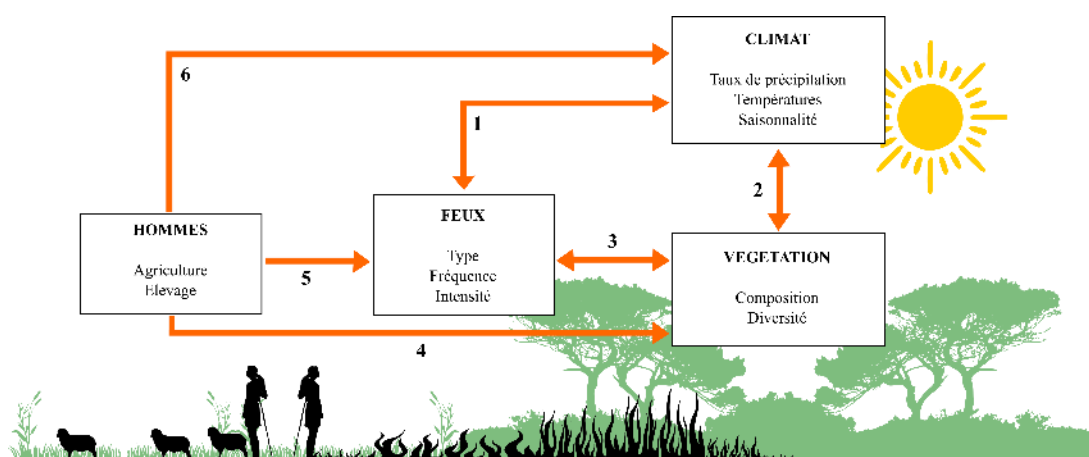 CLIMAT
Taux de précipitation
Températures
Saisonnalité
6
1
2
HOMMES
Agriculture
Elevage
5
FEUX
Type
Fréquence
Intensité
3
VEGETATION
Composition
Diversité
4